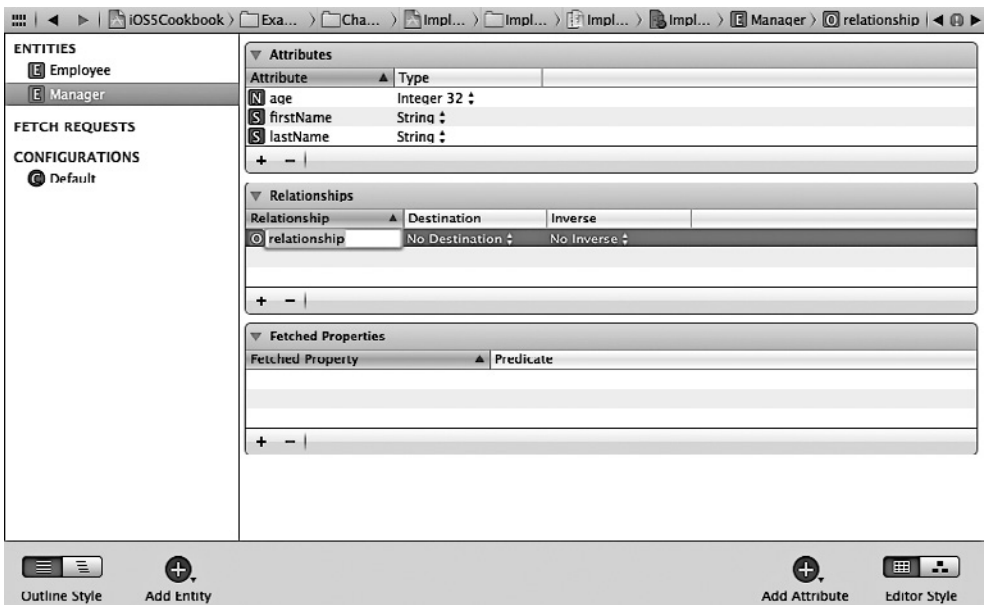 iOS5Cookbook Exa... Cha... Impl... Impl... Impl... Impl... E Manager O relationship
ENTITIES
E Employee
E Manager
FETCH REQUESTS
CONFIGURATIONS
C Default
Attributes
Attribute Type
N age Integer 32
S firstName String
S lastName String
+ −
Relationships
Relationship Destination Inverse
O relationship No Destination No Inverse
+ −
Fetched Properties
Fetched Property Predicate
+ −
Outline Style Add Entity Add Attribute Editor Style